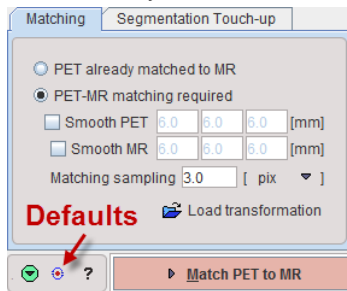 Matching Segmentation Touch-up
PET already matched to MR
PET-MR matching required
Smooth PET 6.0 6.0 6.0 [mm]
Smooth MR 6.0 6.0 6.0 [mm]
Matching sampling 3.0 [ pix ]
Defaults Load transformation
? Match PET to MR